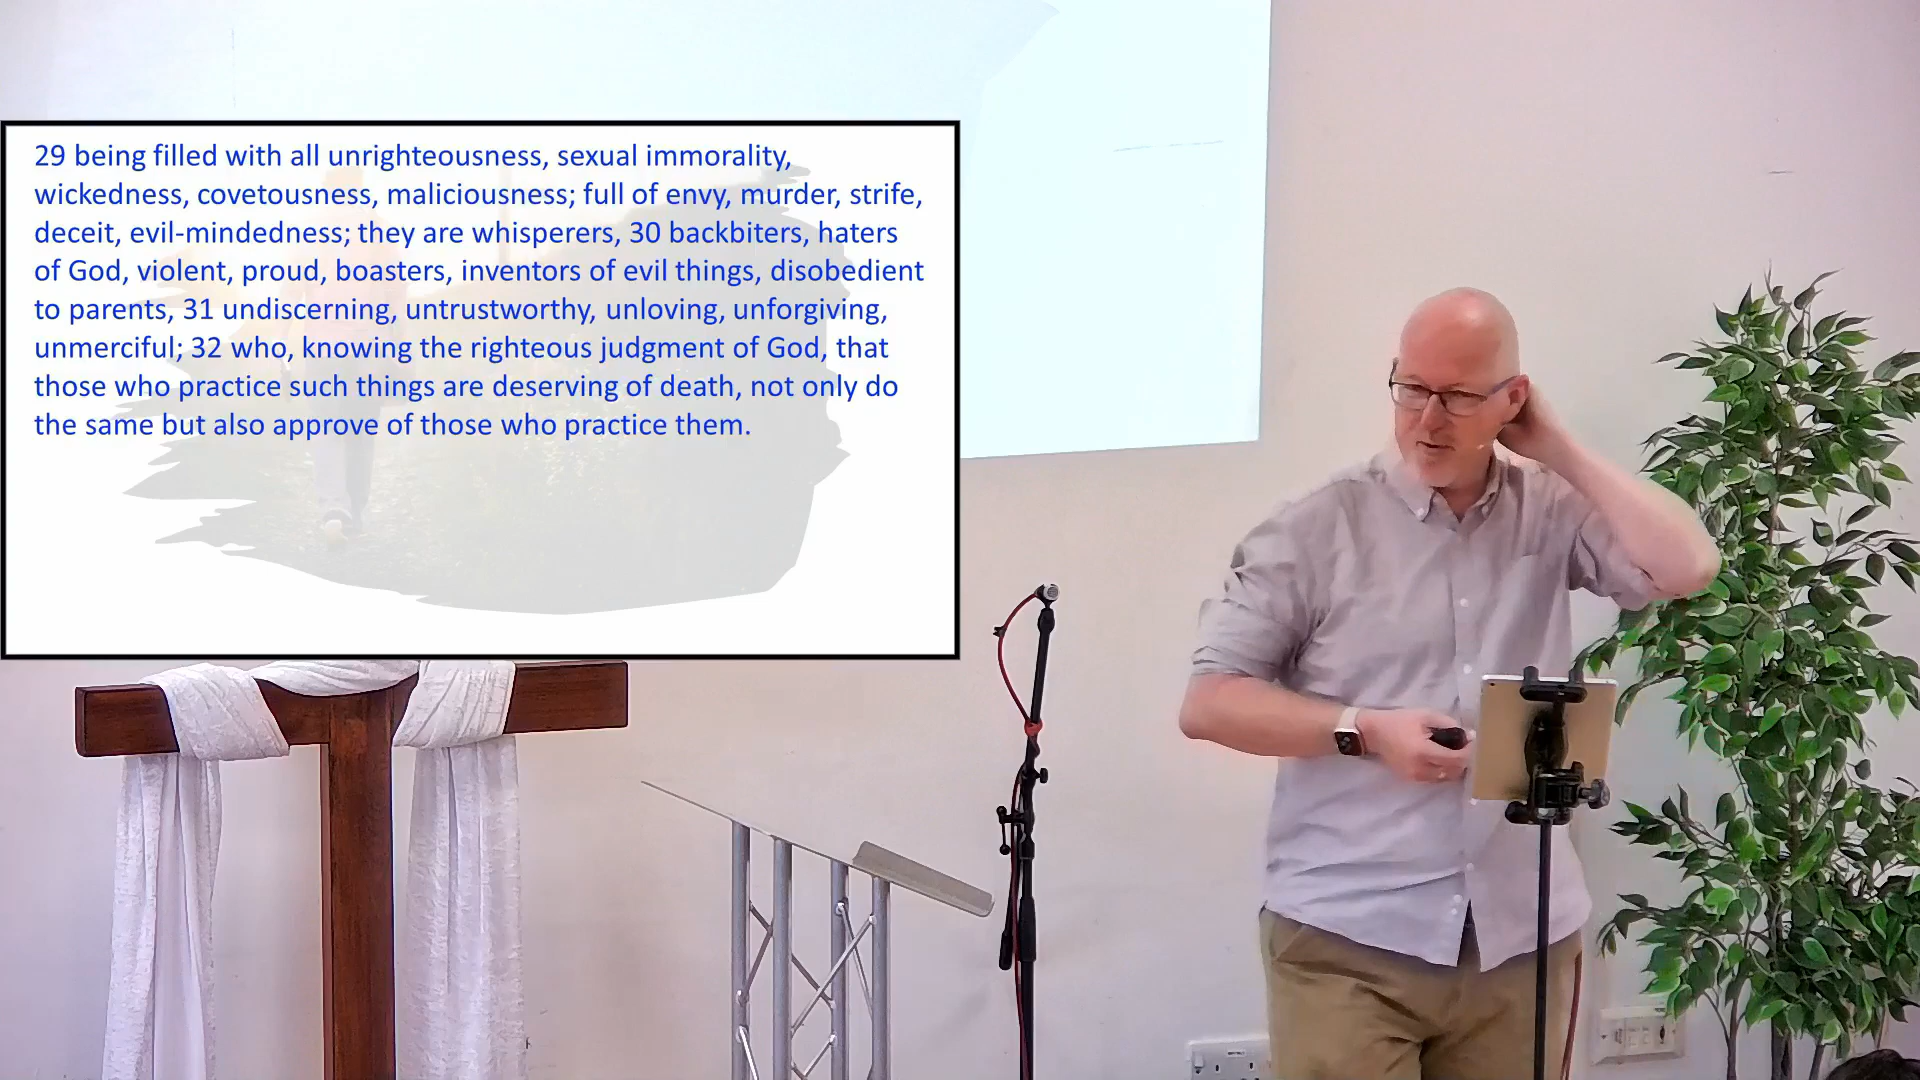 29 being filled with all unrighteousness, sexual immorality,
wickedness, covetousness, maliciousness; full of envy, murder, strife,
deceit, evil-mindedness; they are whisperers, 30 backbiters, haters
of God, violent, proud, boasters, inventors of evil things, disobedient
to parents, 31 undiscerning, untrustworthy, unloving, unforgiving,
unmerciful; 32 who, knowing the righteous judgment of God, that
those who practice such things are deserving of death, not only do
the same but also approve of those who practice them.